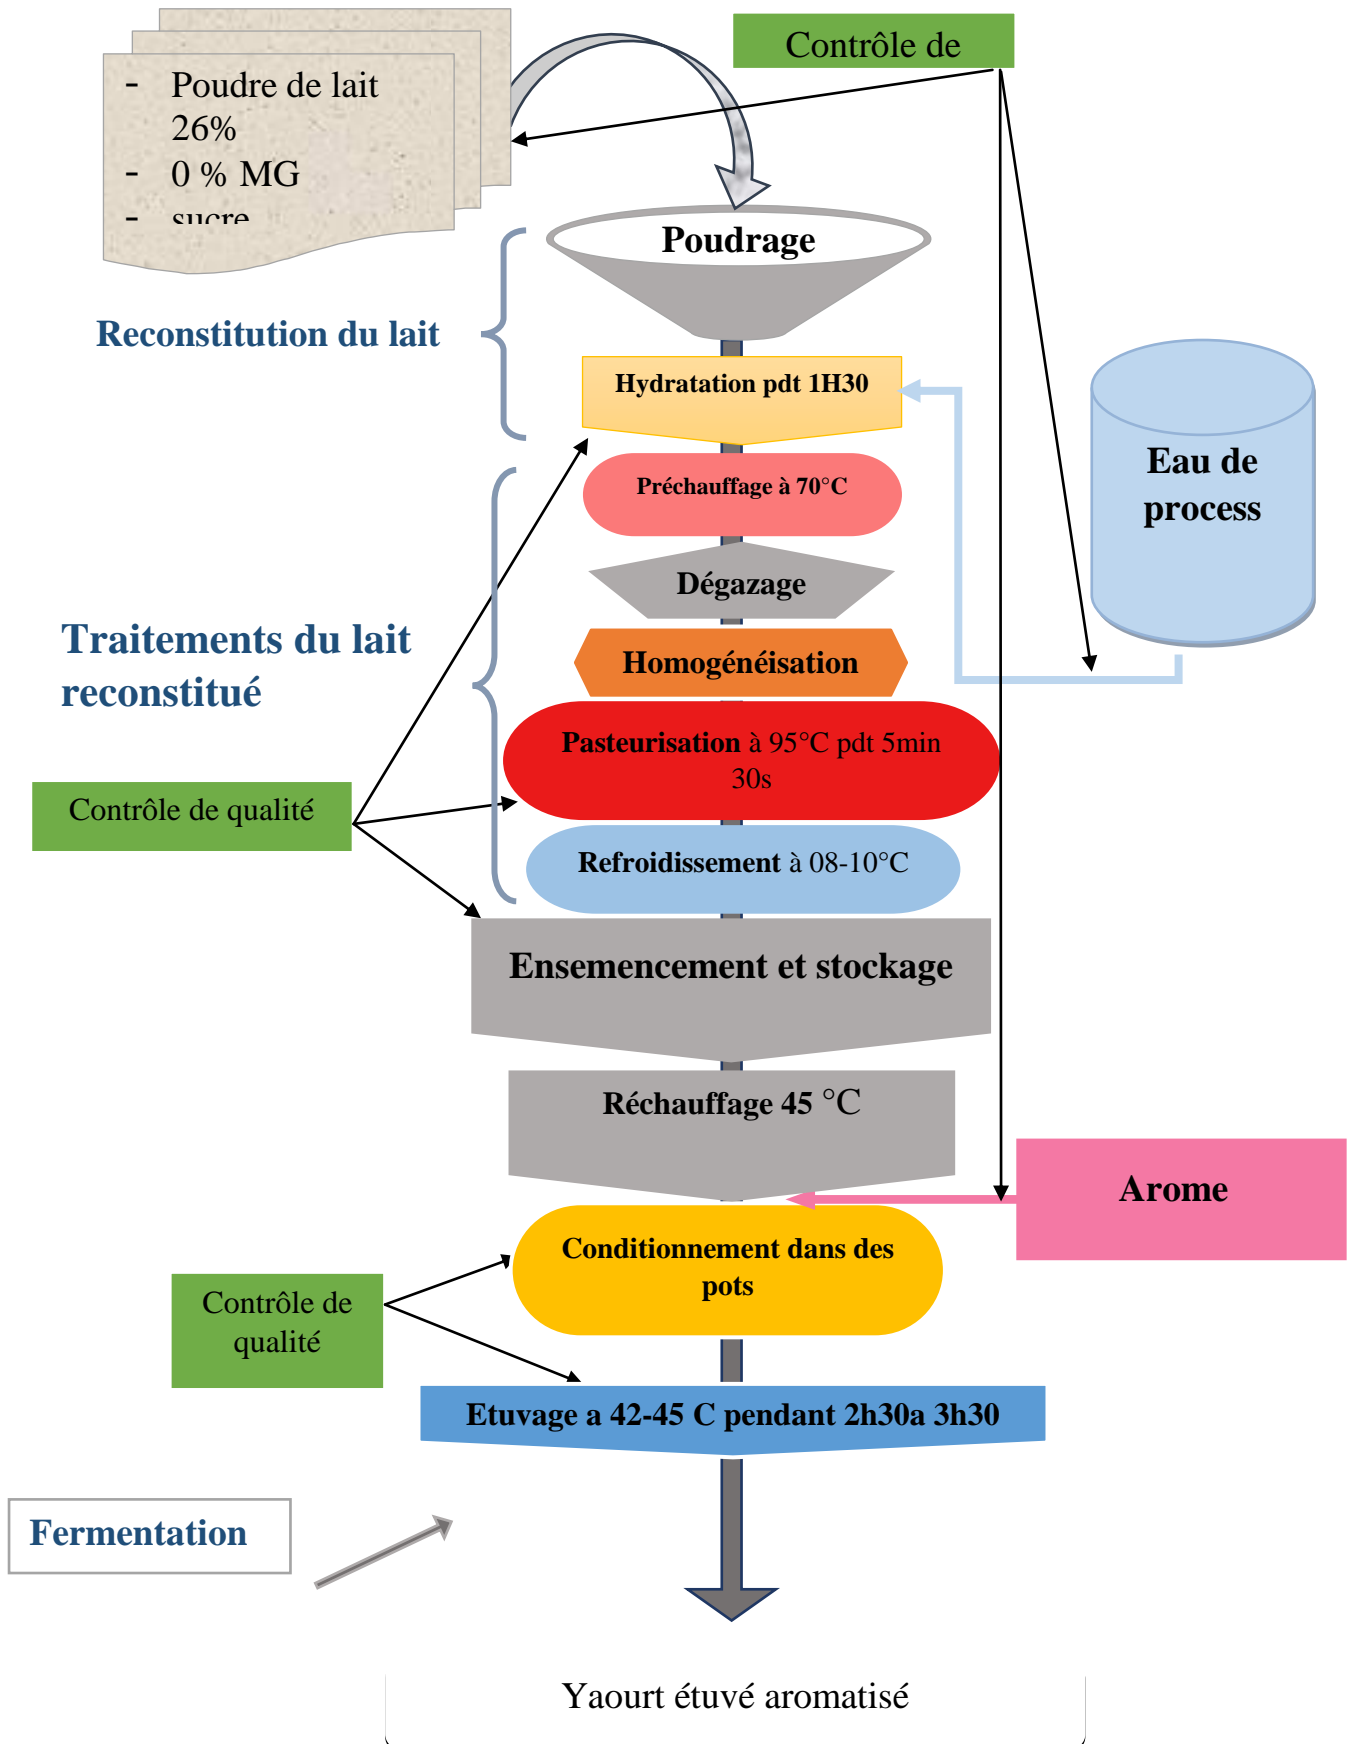 Contrôle de
- Poudre de lait
26%
- 0 % MG
- sucre
Poudrage
Reconstitution du lait
Hydratation pdt 1H30
Eau de
process
Préchauffage à 70°C
Dégazage
Traitements du lait
reconstitué
Homogénéisation
Pasteurisation à 95°C pdt 5min
30s
Contrôle de qualité
Refroidissement à 08-10°C
Ensemencement et stockage
Réchauffage 45 °C
Arome
Conditionnement dans des
pots
Contrôle de
qualité
Etuvage a 42-45 C pendant 2h30a 3h30
Fermentation
Yaourt étuvé aromatisé